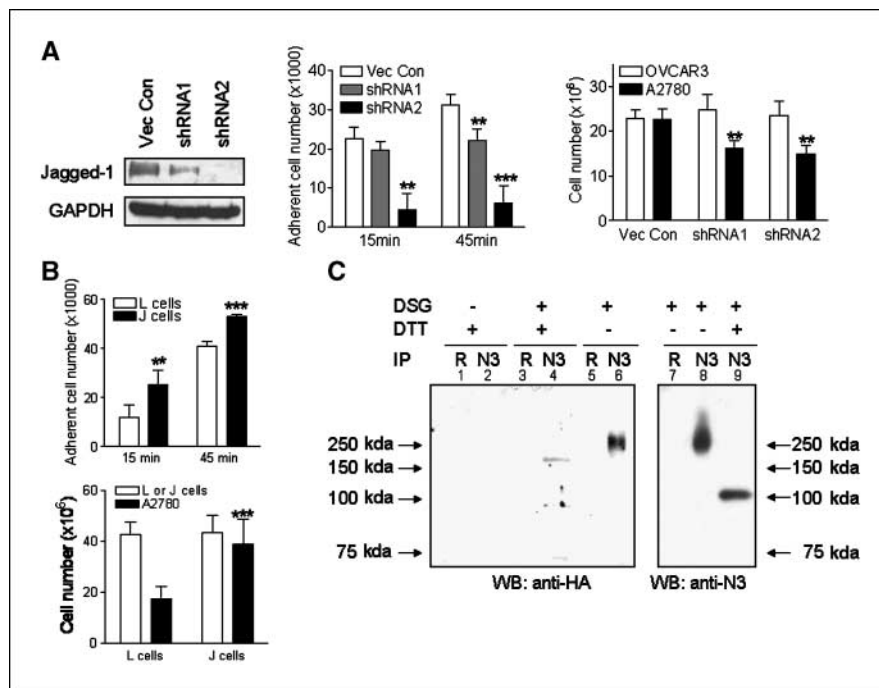 A
Vec Con
shRNA1
shRNA2
Jagged-1
GAPDH
Adherent cell number (x1000)
40
30
20
10
0
Vec Con
shRNA1
shRNA2
**
**
***
15min
45min
Cell number (x10⁶)
30
20
10
0
OVCAR3
A2780
**
**
Vec Con
shRNA1
shRNA2
B
Adherent cell number (x1000)
60
40
20
0
L cells
J cells
**
***
15 min
45 min
Cell number (x10⁶)
60
40
20
0
L or J cells
A2780
***
L cells
J cells
C
DSG - + + + + +
DTT + + - - - +
IP R N3 R N3 R N3 R N3 N3
1 2 3 4 5 6 7 8 9
250 kda
150 kda
100 kda
75 kda
250 kda
150 kda
100 kda
75 kda
WB: anti-HA
WB: anti-N3